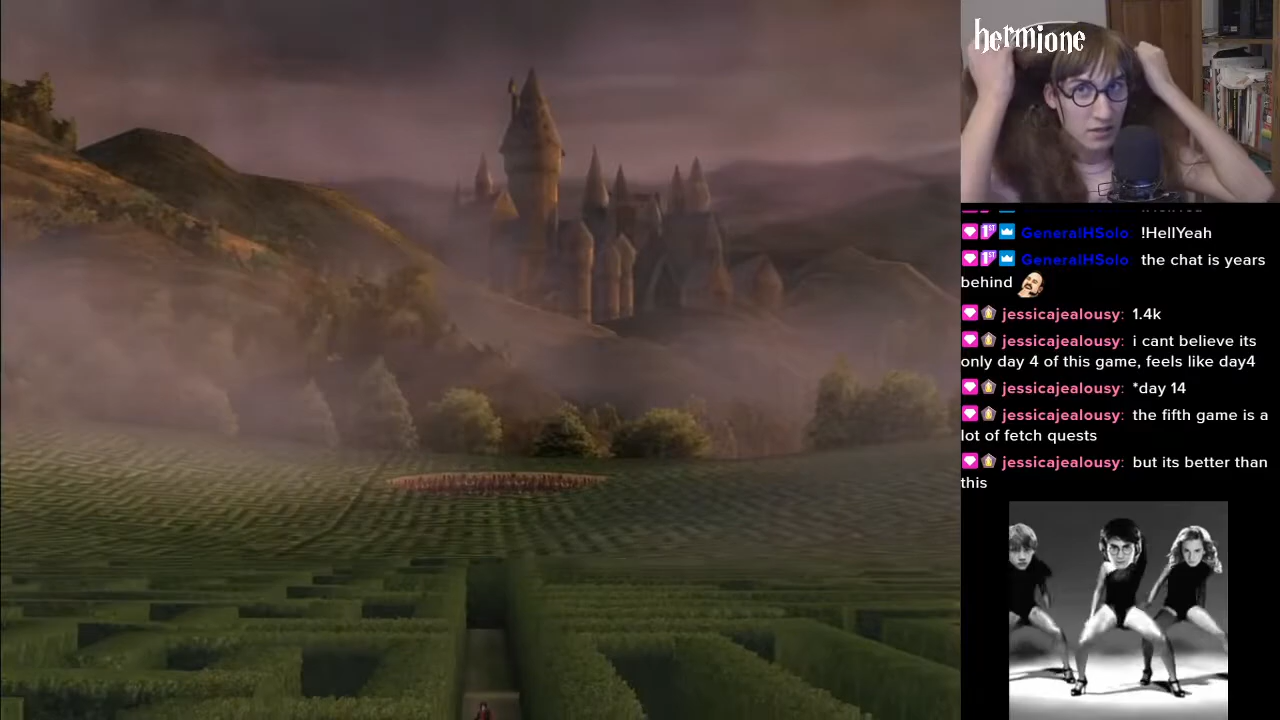 hermione
GeneralHSolo: !HellYeah
GeneralHSolo: the chat is years
behind
jessicajealousy: 1.4k
jessicajealousy: i cant believe its
only day 4 of this game, feels like day4
jessicajealousy: *day 14
jessicajealousy: the fifth game is a
lot of fetch quests
jessicajealousy: but its better than
this